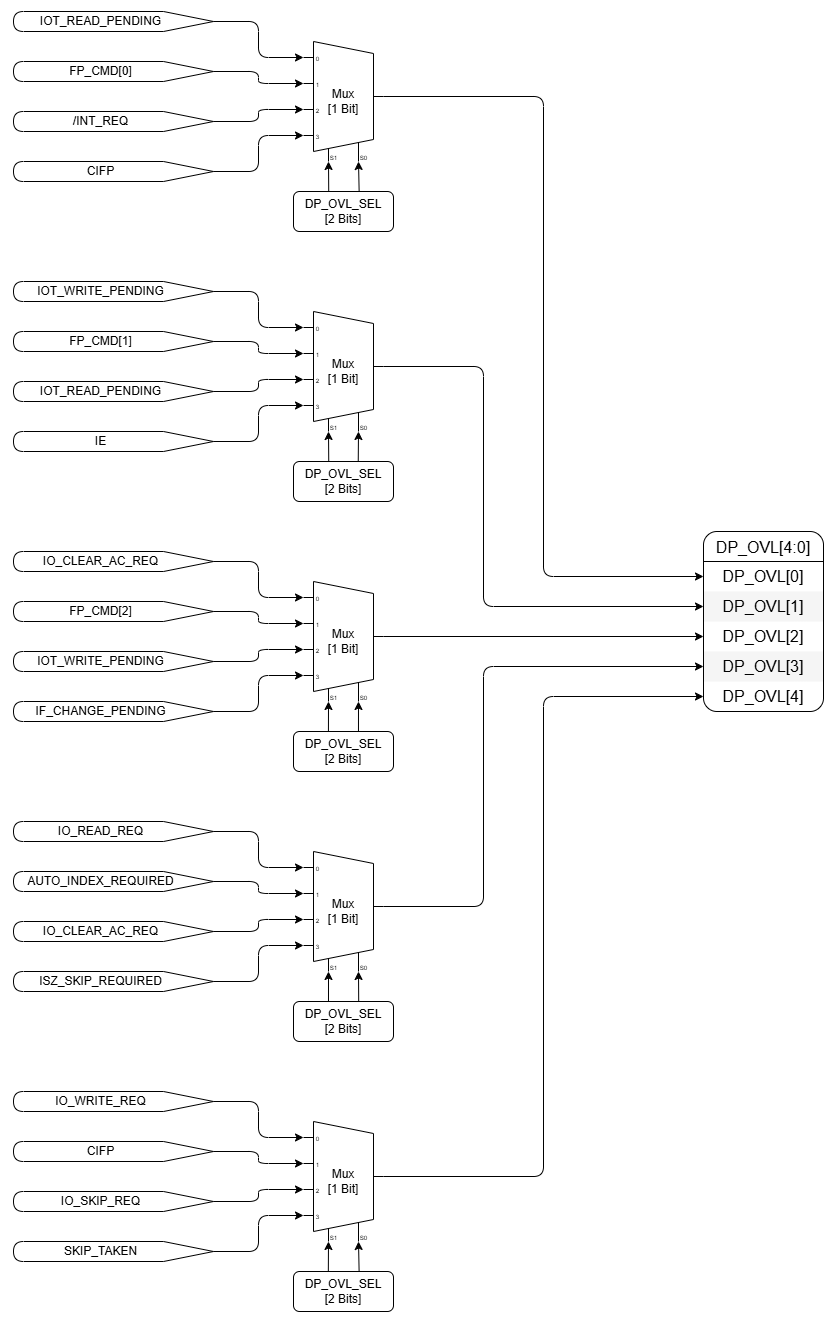 IOT_READ_PENDING
FP_CMD[0]
/INT_REQ
CIFP
0
1
2
3
Mux
[1 Bit]
S1
S0
DP_OVL_SEL
[2 Bits]
IOT_WRITE_PENDING
FP_CMD[1]
IOT_READ_PENDING
IE
0
1
2
3
Mux
[1 Bit]
S1
S0
DP_OVL_SEL
[2 Bits]
IO_CLEAR_AC_REQ
FP_CMD[2]
IOT_WRITE_PENDING
IF_CHANGE_PENDING
0
1
2
3
Mux
[1 Bit]
S1
S0
DP_OVL_SEL
[2 Bits]
IO_READ_REQ
AUTO_INDEX_REQUIRED
IO_CLEAR_AC_REQ
ISZ_SKIP_REQUIRED
0
1
2
3
Mux
[1 Bit]
S1
S0
DP_OVL_SEL
[2 Bits]
IO_WRITE_REQ
CIFP
IO_SKIP_REQ
SKIP_TAKEN
0
1
2
3
Mux
[1 Bit]
S1
S0
DP_OVL_SEL
[2 Bits]
DP_OVL[4:0]
DP_OVL[0]
DP_OVL[1]
DP_OVL[2]
DP_OVL[3]
DP_OVL[4]